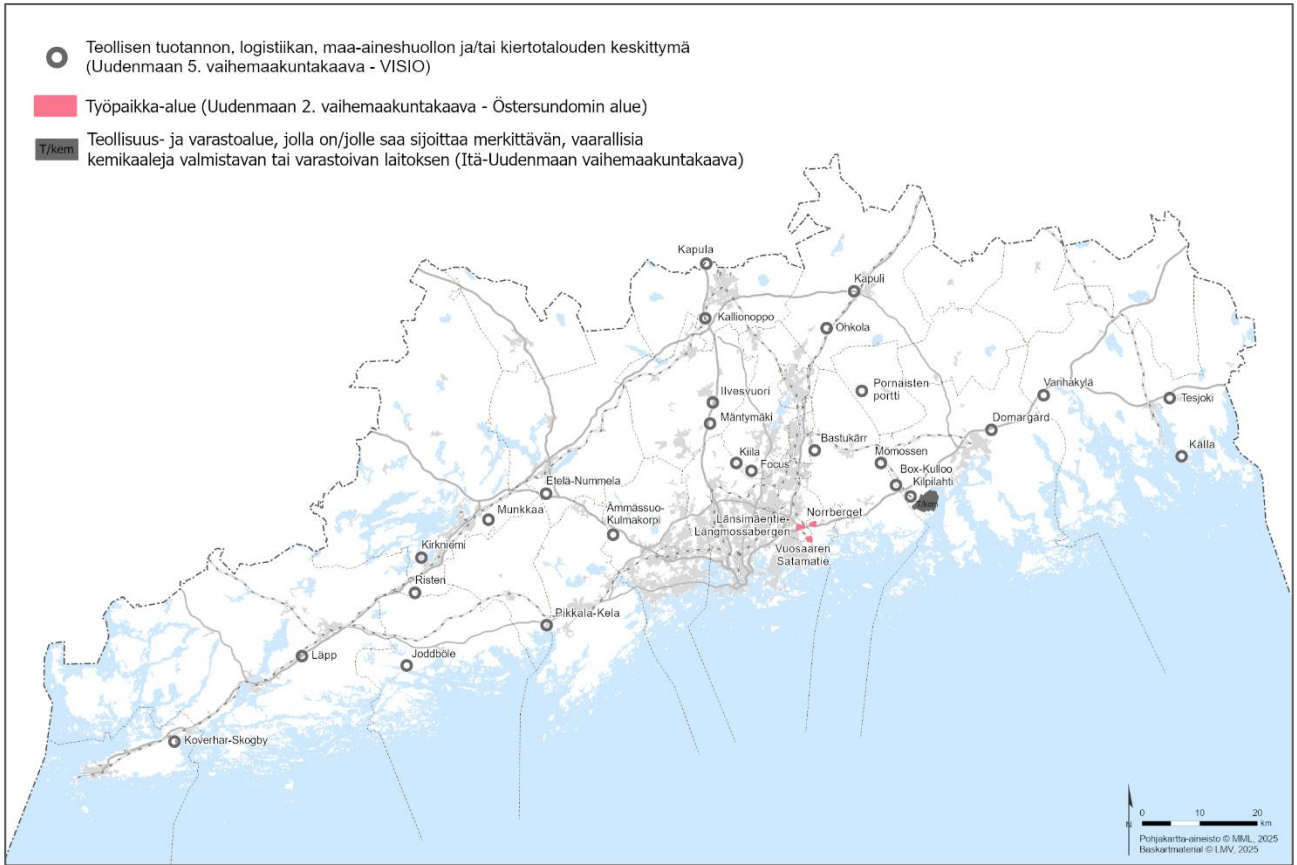 Teollisen tuotannon, logistiikan, maa-aineshuollon ja/tai kiertotalouden keskittymä
(Uudenmaan 5. vaihemaakuntakaava - VISIO)
Työpaikka-alue (Uudenmaan 2. vaihemaakuntakaava - Östersundomin alue)
T/kem
Teollisuus- ja varastoalue, jolla on/jolle saa sijoittaa merkittävän, vaarallisia
kemikaaleja valmistavan tai varastoivan laitoksen (Itä-Uudenmaan vaihemaakuntakaava)
Kapula
Kapuli
Kallionoppo
Ohkola
Ilvesvuori
Pornaisten
portti
Vanhakylä
Tesjoki
Mäntymäki
Domargård
Bastukärr
Mömossen
Källa
Kiila
Focus
Box-Kulloo
Kilpilahti
T/kem
Etelä-Nummela
Munkkaa
Ämmässuo-
Kulmakorpi
Länsimäentie-
Långmossabergen
Norrberget
Vuosaaren
Satamatie
Kirkniemi
Risten
Pikkala-Kela
Läpp
Joddböle
Koverhar-Skogby
N
0 10 20
km
Pohjakartta-aineisto © MML, 2025
Baskartmaterial © LMV, 2025